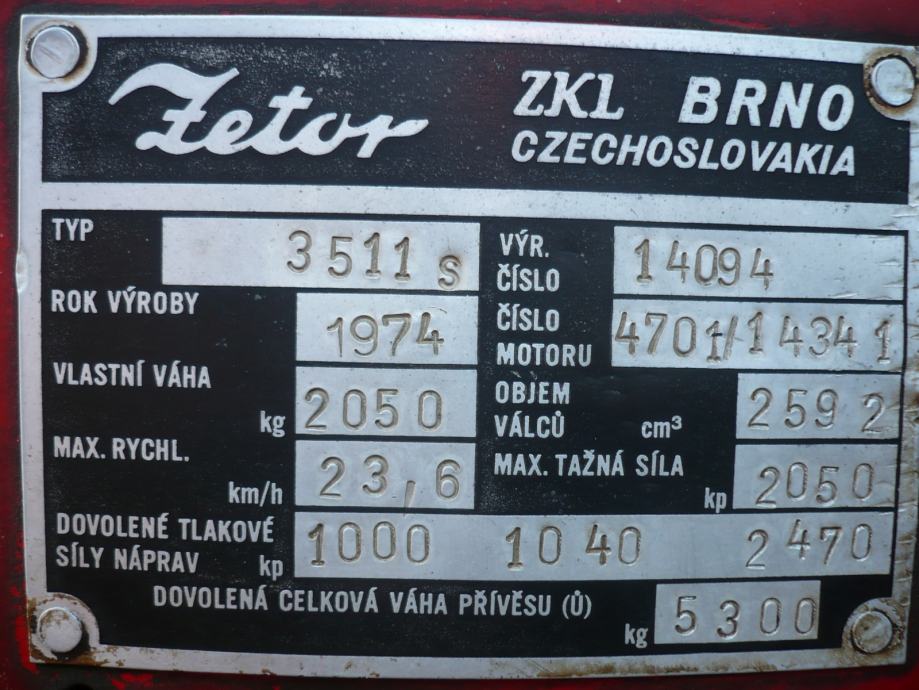 Zetor ZKL BRNO
CZECHOSLOVAKIA
TYP 3511 s
VÝR. ČÍSLO 14094
ROK VÝROBY 1974
ČÍSLO MOTORU 4701/14341
VLASTNÍ VÁHA kg 2050
OBJEM VÁLCŮ cm³ 2592
MAX. RYCHL. km/h 23,6
MAX. TAŽNÁ SÍLA kp 2050
DOVOLENÉ TLAKOVÉ
SÍLY NÁPRAV kp 1000 1040 2470
DOVOLENÁ CELKOVÁ VÁHA PŘÍVĚSU (Ů) kg 5300